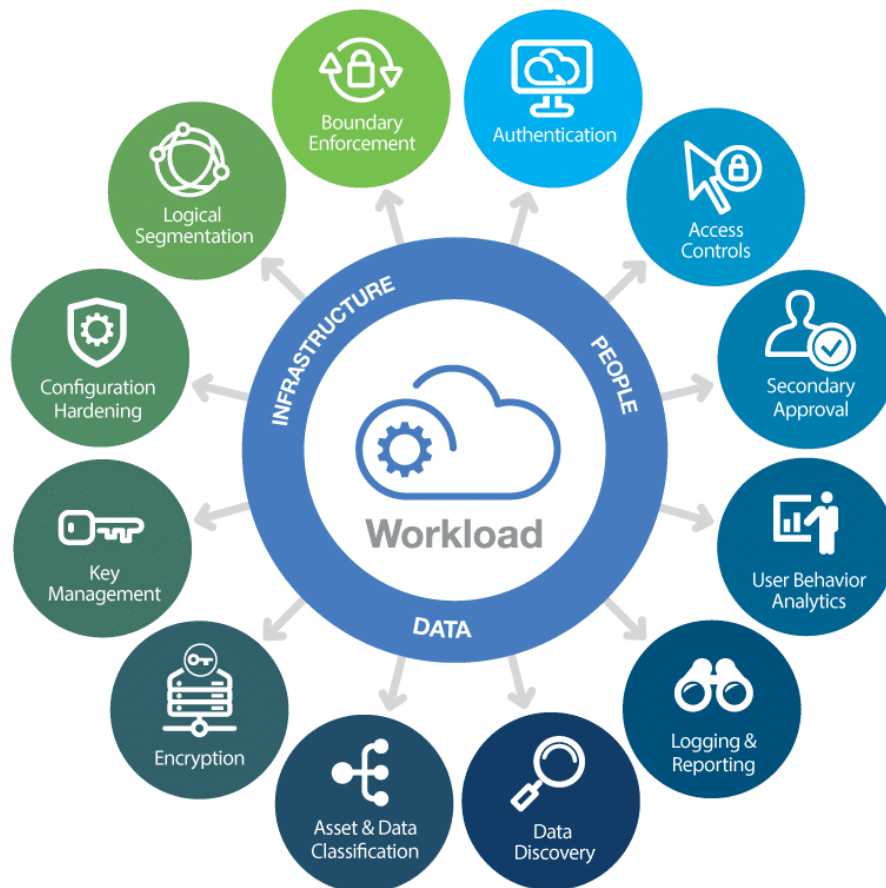 Boundary
Enforcement
Authentication
Access
Controls
Secondary
Approval
User Behavior
Analytics
Logging &
Reporting
Data
Discovery
Asset & Data
Classification
Encryption
Key
Management
Configuration
Hardening
Logical
Segmentation
INFRASTRUCTURE
PEOPLE
DATA
Workload